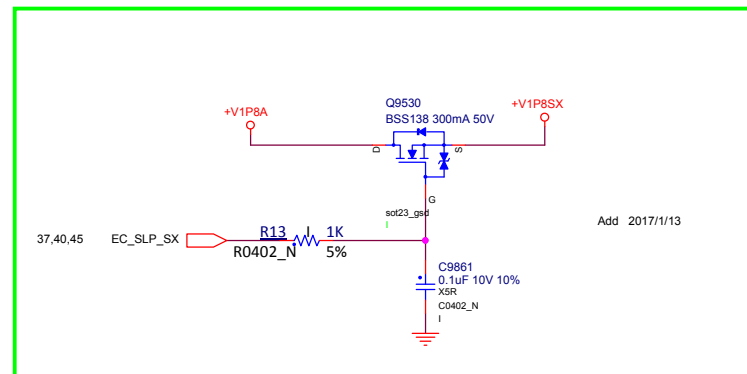 Q9530
BSS138 300mA 50V
+V1P8A
+V1P8SX
D
S
G
sot23_gsd
I
Add 2017/1/13
37,40,45 EC_SLP_SX
R13 I 1K
R0402_N 5%
C9861
0.1uF 10V 10%
X5R
C0402_N
I